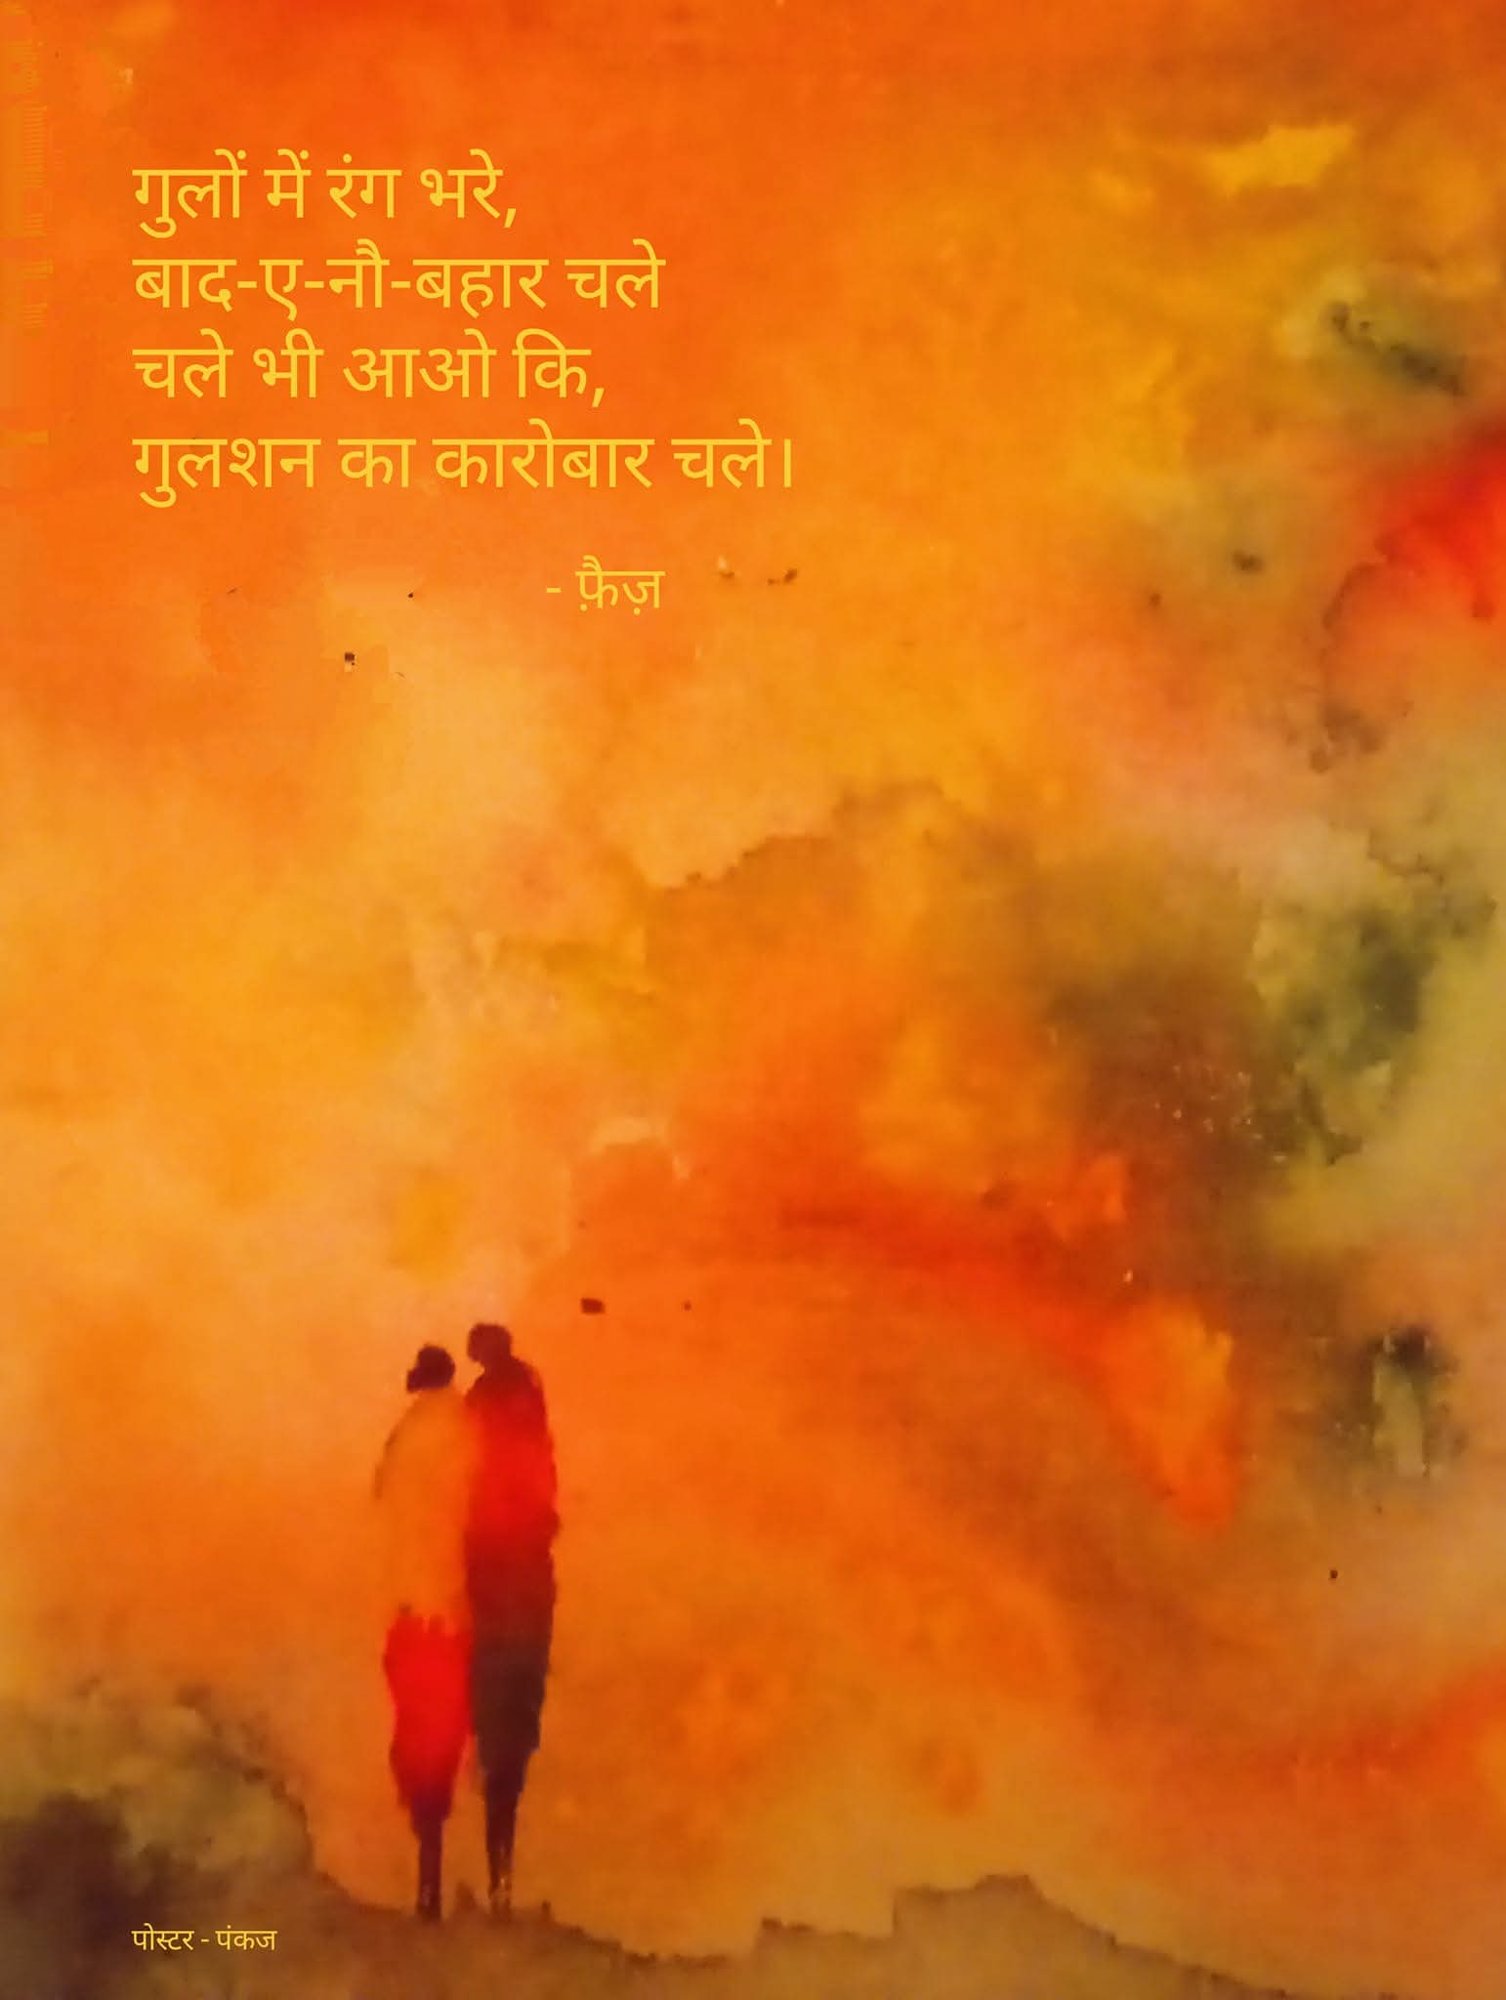 गुलों में रंग भरे,
बाद-ए-नौ-बहार चले
चले भी आओ कि,
गुलशन का कारोबार चले।
- फ़ैज़
पोस्टर - पंकज